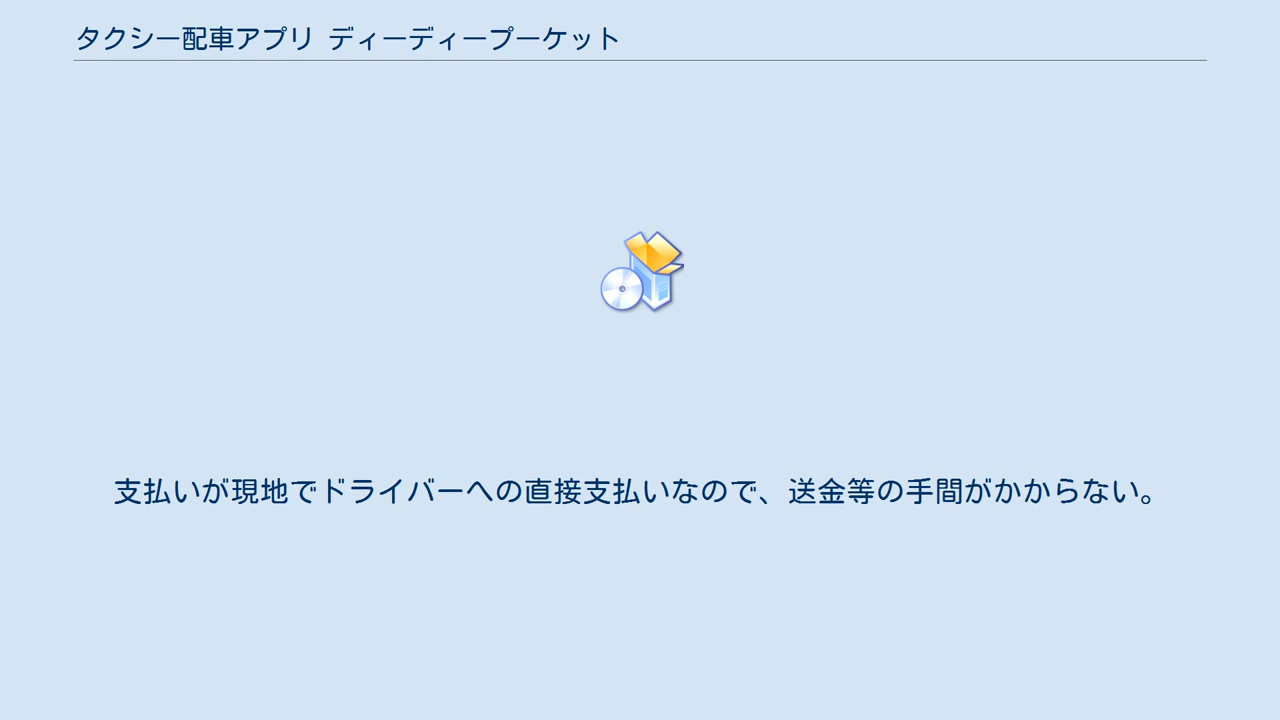 タクシー配車アプリ ディーディープーケット
支払いが現地でドライバーへの直接支払いなので、送金等の手間がかからない。